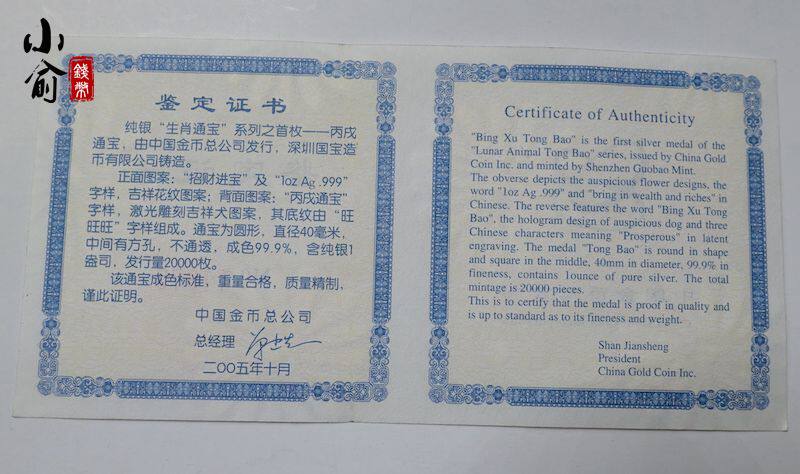 小俞
錢幣
鉴定证书
纯银“生肖通宝”系列之首枚——丙戌
通宝，由中国金币总公司发行，深圳国宝造
币有限公司铸造。
正面图案：“招财进宝”及“1oz Ag .999”
字样，吉祥花纹图案；背面图案：“丙戌通宝”
字样，激光雕刻吉祥犬图案，其底纹由“旺
旺旺”字样组成。通宝为圆形，直径40毫米，
中间有方孔，不通透，成色99.9%，含纯银1
盎司，发行量20000枚。
该通宝成色标准，重量合格，质量精制，
谨此证明。
中国金币总公司
总经理
二〇〇五年十月
Certificate of Authenticity
"Bing Xu Tong Bao" is the first silver medal of the
"Lunar Animal Tong Bao" series, issued by China Gold
Coin Inc. and minted by Shenzhen Guobao Mint.
The obverse depicts the auspicious flower designs, the
word "1oz Ag .999" and "bring in wealth and riches" in
Chinese. The reverse features the word "Bing Xu Tong
Bao", the hologram design of auspicious dog and three
Chinese characters meaning "Prosperous" in latent
engraving. The medal "Tong Bao" is round in shape
and square in the middle, 40mm in diameter, 99.9% in
fineness, contains 1ounce of pure silver. The total
mintage is 20000 pieces.
This is to certify that the medal is proof in quality and
is up to standard as to its fineness and weight.
Shan Jiansheng
President
China Gold Coin Inc.